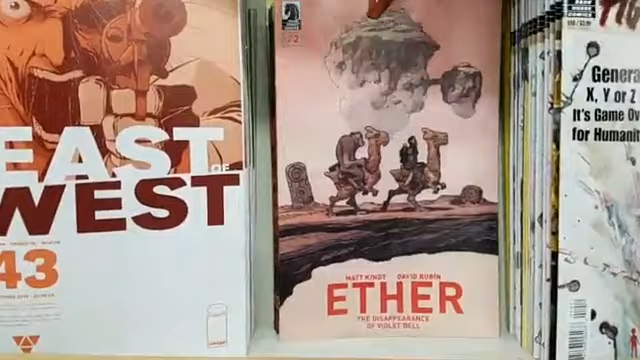 EAST
OF
WEST
43
MATT KINDT DAVID RUBÍN
ETHER
THE DISAPPEARANCE
OF VIOLET BELL
Genera
X, Y or Z
It's Game Ov
for Humanit